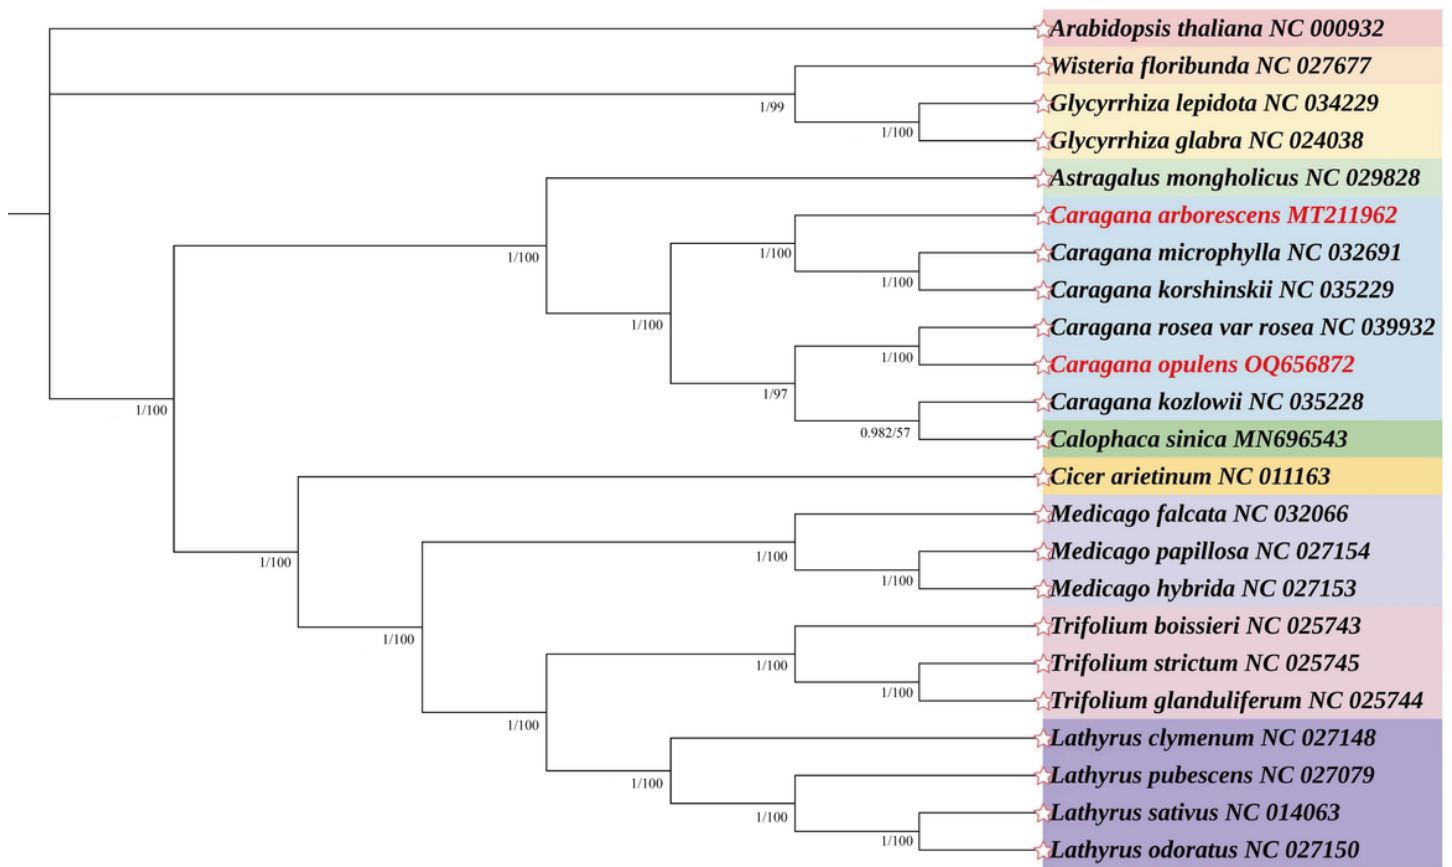 Arabidopsis thaliana NC 000932
Wisteria floribunda NC 027677
1/99
Glycyrrhiza lepidota NC 034229
1/100
Glycyrrhiza glabra NC 024038
Astragalus mongholicus NC 029828
Caragana arborescens MT211962
1/100
1/100
Caragana microphylla NC 032691
1/100
Caragana korshinskii NC 035229
1/100
Caragana rosea var rosea NC 039932
1/100
Caragana opulens OQ656872
1/97
Caragana kozlowii NC 035228
1/100
0.982/57
Calophaca sinica MN696543
Cicer arietinum NC 011163
Medicago falcata NC 032066
1/100
1/100
Medicago papillosa NC 027154
1/100
Medicago hybrida NC 027153
Trifolium boissieri NC 025743
1/100
Trifolium strictum NC 025745
1/100
1/100
Trifolium glanduliferum NC 025744
1/100
Lathyrus clymenum NC 027148
Lathyrus pubescens NC 027079
1/100
Lathyrus sativus NC 014063
1/100
1/100
Lathyrus odoratus NC 027150